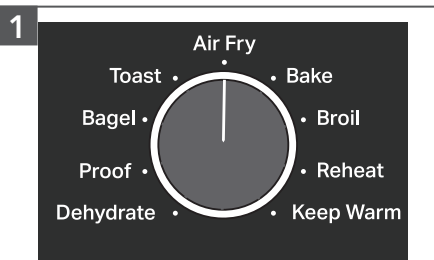 1
Air Fry
Toast
Bake
Bagel
Broil
Proof
Reheat
Dehydrate
Keep Warm